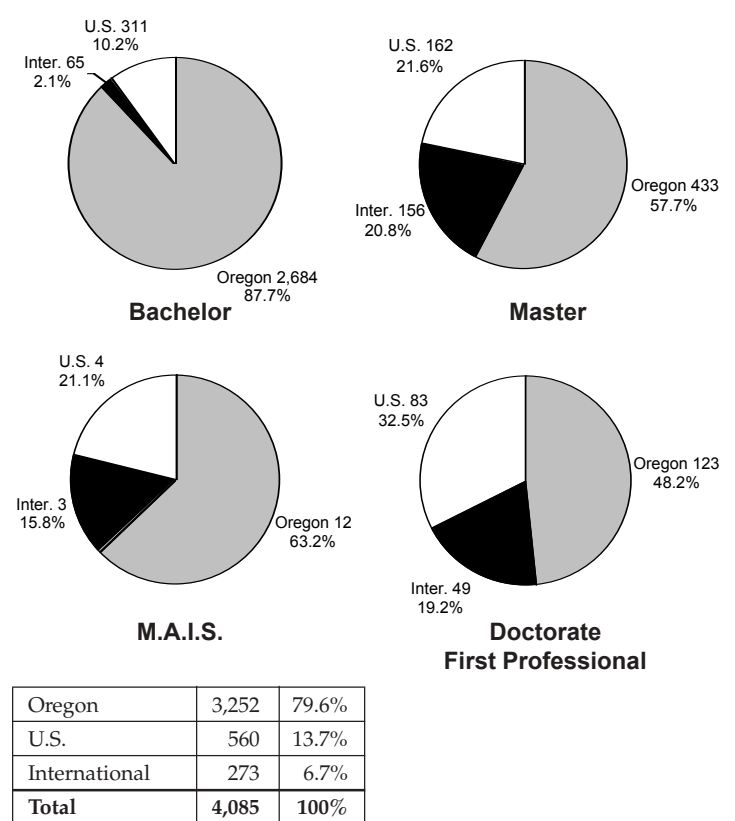 U.S. 311
10.2%
Inter. 65
2.1%
Oregon 2,684
87.7%
Bachelor
U.S. 162
21.6%
Inter. 156
20.8%
Oregon 433
57.7%
Master
U.S. 4
21.1%
Inter. 3
15.8%
Oregon 12
63.2%
M.A.I.S.
U.S. 83
32.5%
Oregon 123
48.2%
Inter. 49
19.2%
Doctorate
First Professional
Oregon 3,252 79.6%
U.S. 560 13.7%
International 273 6.7%
Total 4,085 100%